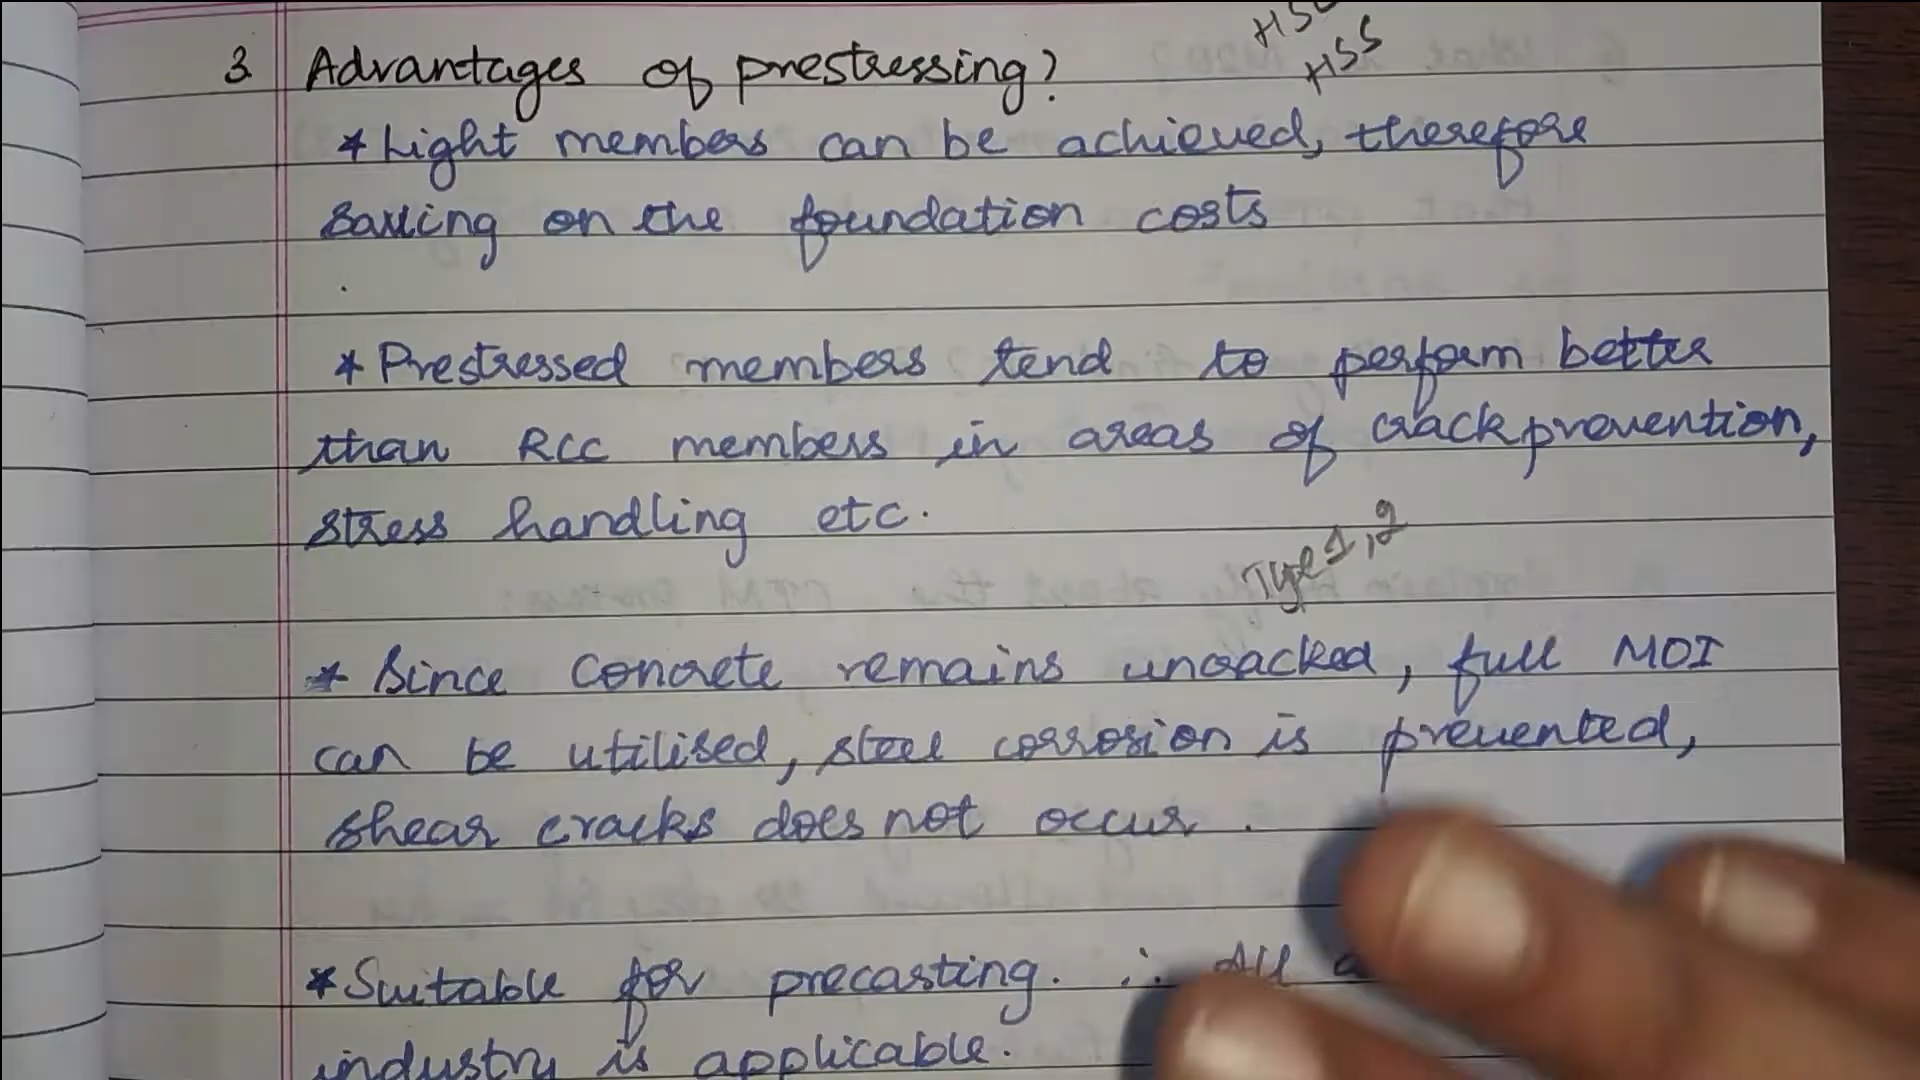 HSC
HSS
3 Advantages of prestressing?
* Light members can be achieved, therefore
saving on the foundation costs
* Prestressed members tend to perform better
than RCC members in areas of crack prevention,
stress handling etc.
Type 1, 2
* Since concrete remains uncracked, full MOI
can be utilised, steel corrosion is prevented,
shear cracks does not occur.
* Suitable for precasting. ∴ All
industry is applicable.